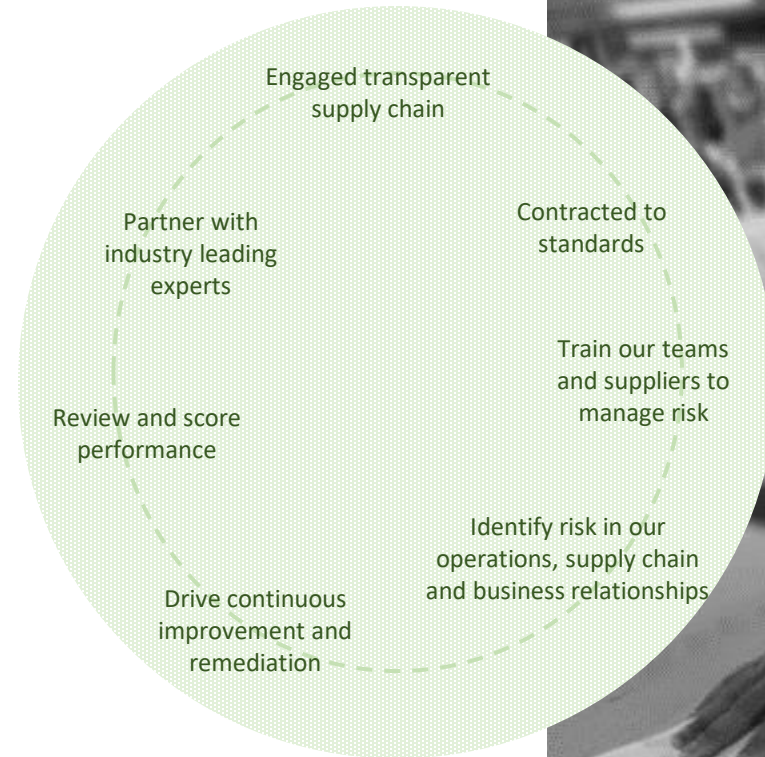 Engaged transparent
supply chain
Contracted to
standards
Train our teams
and suppliers to
manage risk
Identify risk in our
operations, supply chain
and business relationships
Drive continuous
improvement and
remediation
Review and score
performance
Partner with
industry leading
experts